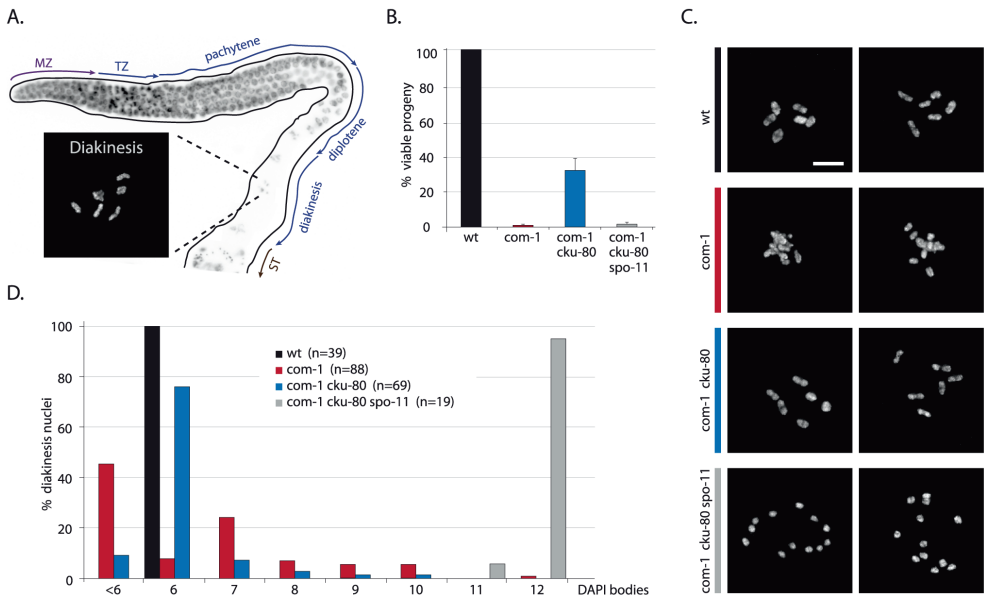 A.
MZ
TZ
pachytene
diplotene
diakinesis
ST
Diakinesis
B.
% viable progeny
100
80
60
40
20
0
wt
com-1
com-1
cku-80
com-1
cku-80
spo-11
C.
wt
com-1
com-1 cku-80
com-1 cku-80 spo-11
D.
% diakinesis nuclei
100
80
60
40
20
0
wt (n=39)
com-1 (n=88)
com-1 cku-80 (n=69)
com-1 cku-80 spo-11 (n=19)
<6 6 7 8 9 10 11 12 DAPI bodies